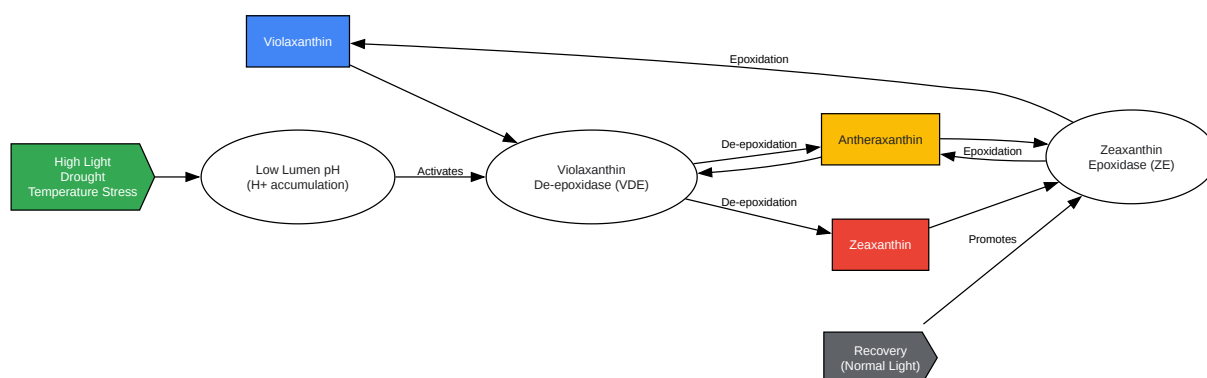 Violaxanthin
Epoxidation
High Light
Drought
Temperature Stress
Low Lumen pH
(H+ accumulation)
Activates
Violaxanthin
De-epoxidase (VDE)
De-epoxidation
De-epoxidation
Antheraxanthin
Epoxidation
Zeaxanthin
Epoxidase (ZE)
Zeaxanthin
Promotes
Recovery
(Normal Light)